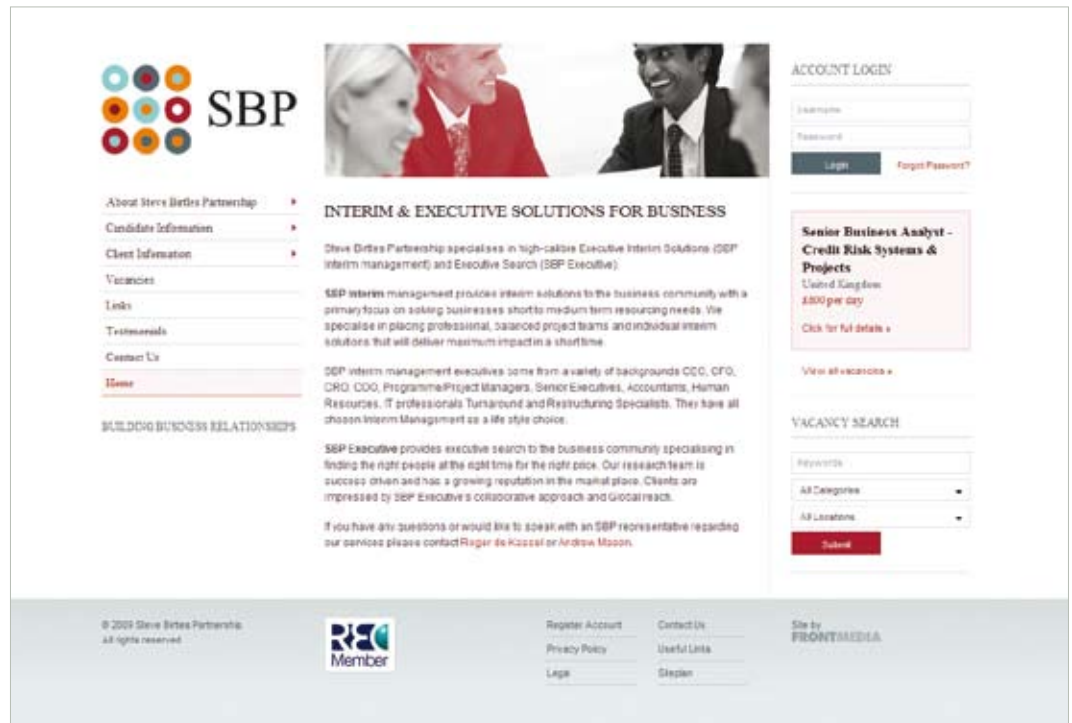 SBP
About Steve Birtles Partnership
Candidate Information
Client Information
Vacancies
Links
Testimonials
Contact Us
Home
BUILDING BUSINESS RELATIONSHIPS
INTERIM & EXECUTIVE SOLUTIONS FOR BUSINESS
Steve Birtles Partnership specialises in high-calibre Executive Interim Solutions (SBP
Interim management) and Executive Search (SBP Executive).
SBP Interim management provides interim solutions to the business community with a
primary focus on solving businesses short to medium term resourcing needs. We
specialise in placing professional, balanced project teams and individual interim
solutions that will deliver maximum impact in a short time.
SBP interim management executives come from a variety of backgrounds CEO, CFO,
CRO, COO, Programme/Project Managers, Senior Executives, Accountants, Human
Resources, IT professionals Turnaround and Restructuring Specialists. They have all
chosen Interim Management as a life style choice.
SBP Executive provides executive search to the business community specialising in
finding the right people at the right time for the right price. Our research team is
success driven and has a growing reputation in the market place. Clients are
impressed by SBP Executive's collaborative approach and Global reach.
If you have any questions or would like to speak with an SBP representative regarding
our services please contact Roger de or Andrew Mason.
ACCOUNT LOGIN
Username
Password
Login
Forgot Password?
Senior Business Analyst -
Credit Risk Systems &
Projects
United Kingdom
£600 per day
Click for full details »
View all vacancies »
VACANCY SEARCH
Keywords
All Categories
All Locations
Submit
© 2009 Steve Birtles Partnership.
All rights reserved
REC
Member
Register Account
Privacy Policy
Legal
Contact Us
Useful Links
Siteplan
Site by
FRONTMEDIA